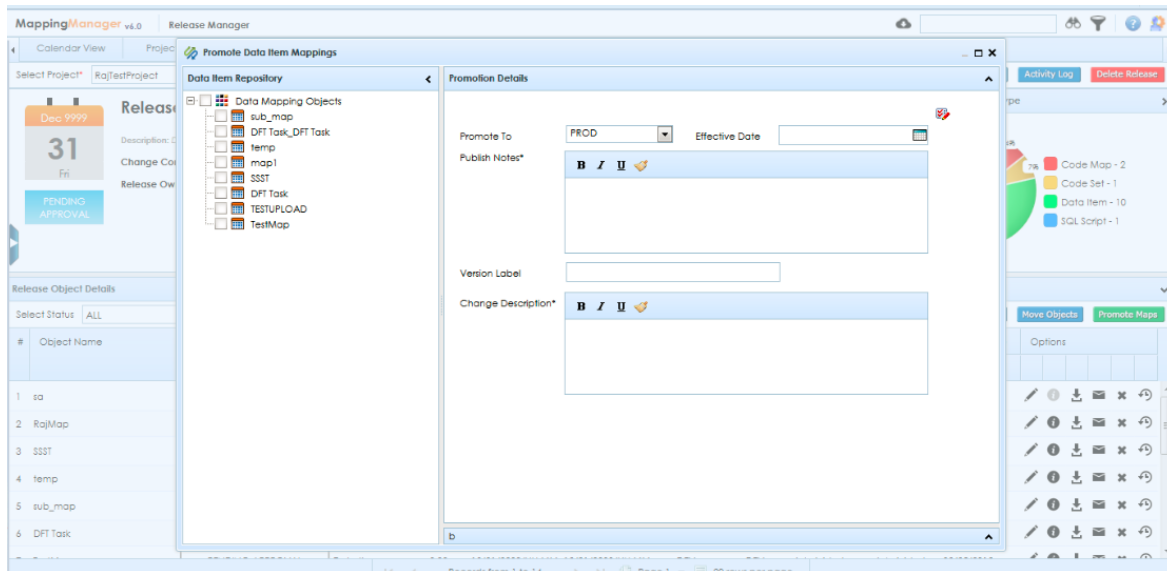 MappingManager v6.0 Release Manager
Calendar View Projec
Select Project* RajTestProject Activity Log Delete Release
Promote Data Item Mappings
Data Item Repository
Data Mapping Objects
sub_map
DFT Task_DFT Task
temp
map1
SSST
DFT Task
TESTUPLOAD
TestMap
Promotion Details
Promote To PROD Effective Date
Publish Notes*
B I U
Version Label
Change Description*
B I U
b
Dec 9999
31
Fri
PENDING
APPROVAL
Release
Description: D
Change Co
Release Ow
ype
7%
Code Map - 2
Code Set - 1
Data Item - 10
SQL Script - 1
Release Object Details
Select Status ALL Move Objects Promote Maps
# Object Name Options
1 sa
2 RajMap
3 SSST
4 temp
5 sub_map
6 DFT Task